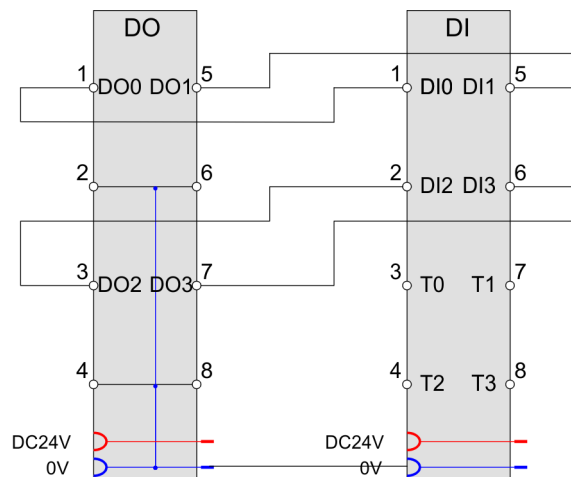 DO DI
1 5 1 5
DO0 DO1 DI0 DI1
2 6 2 6
DI2 DI3
3 7 3 7
DO2 DO3 T0 T1
4 8 4 8
T2 T3
DC24V DC24V
0V 0V